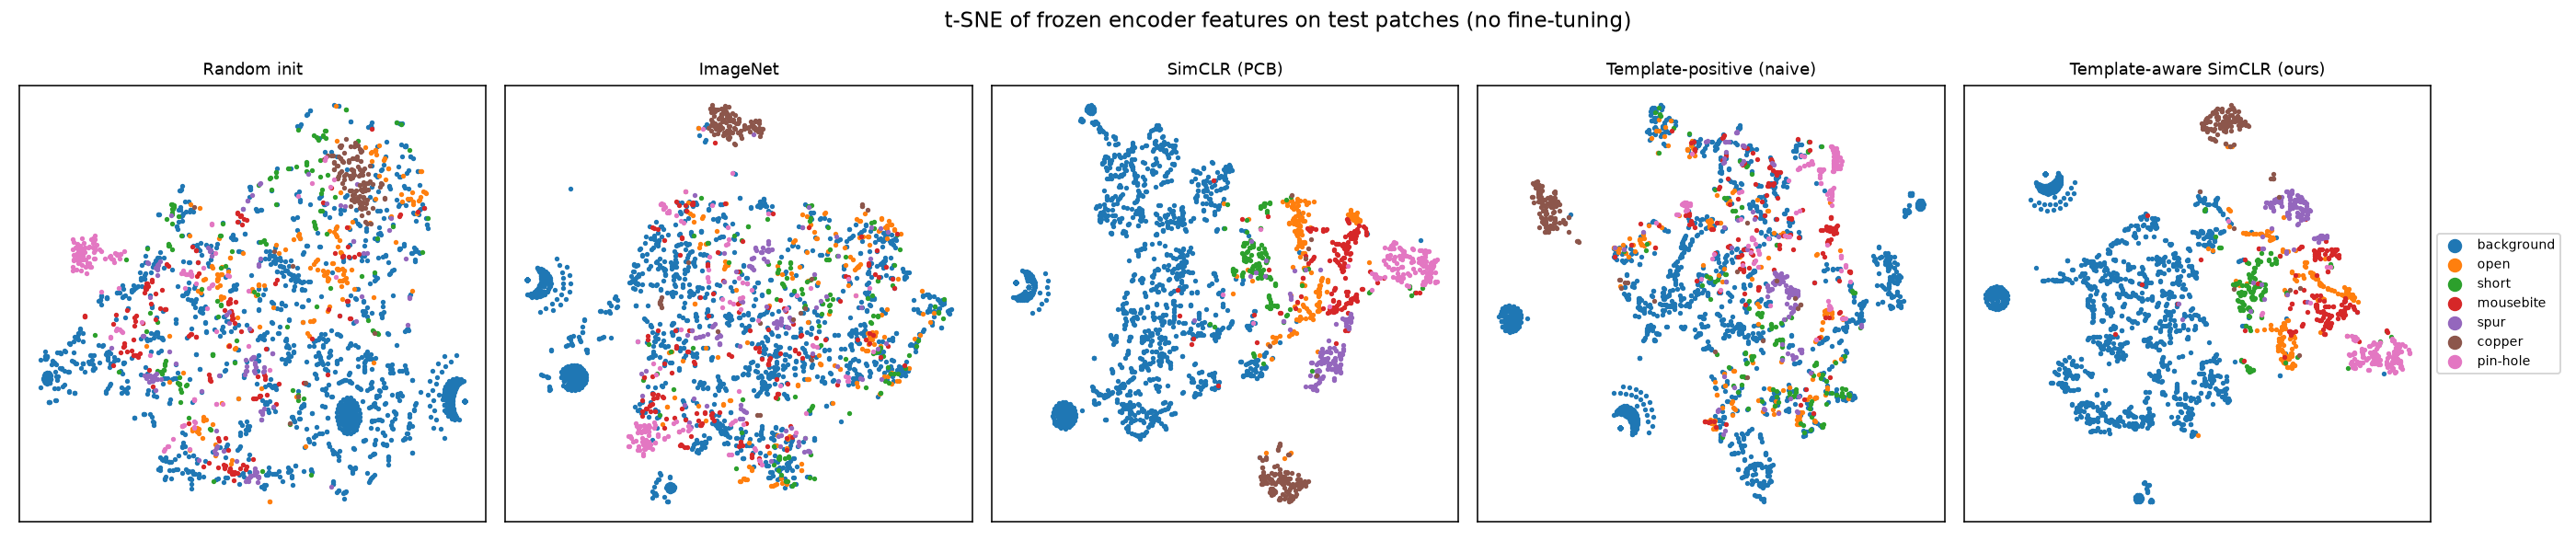 t-SNE of frozen encoder features on test patches (no fine-tuning)
Random init
ImageNet
SimCLR (PCB)
Template-positive (naive)
Template-aware SimCLR (ours)
background
open
short
mousebite
spur
copper
pin-hole